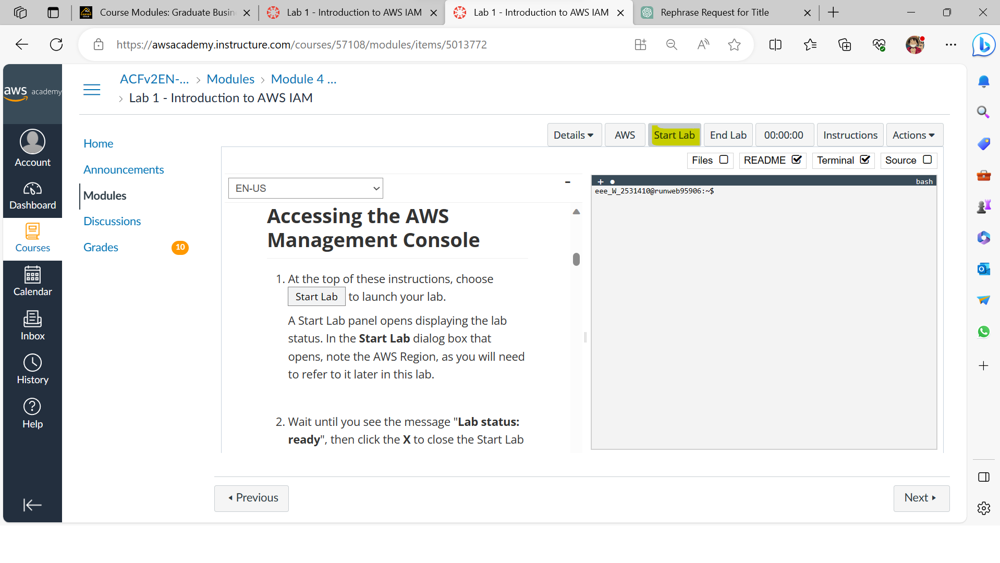 Course Modules: Graduate Busin
Lab 1 - Introduction to AWS IAM
Lab 1 - Introduction to AWS IAM
Rephrase Request for Title
https://awsacademy.instructure.com/courses/57108/modules/items/5013772
aws academy
Account
Dashboard
Courses
Calendar
Inbox
History
Help
ACFv2EN-... > Modules > Module 4 ...
> Lab 1 - Introduction to AWS IAM
Home
Announcements
Modules
Discussions
Grades 10
Details AWS Start Lab End Lab 00:00:00 Instructions Actions
Files README Terminal Source
EN-US
-
Accessing the AWS
Management Console
1. At the top of these instructions, choose
Start Lab to launch your lab.
A Start Lab panel opens displaying the lab
status. In the Start Lab dialog box that
opens, note the AWS Region, as you will need
to refer to it later in this lab.
2. Wait until you see the message "Lab status:
ready", then click the X to close the Start Lab
+ ● bash
eee_W_2531410@runweb95906:~$
Previous
Next